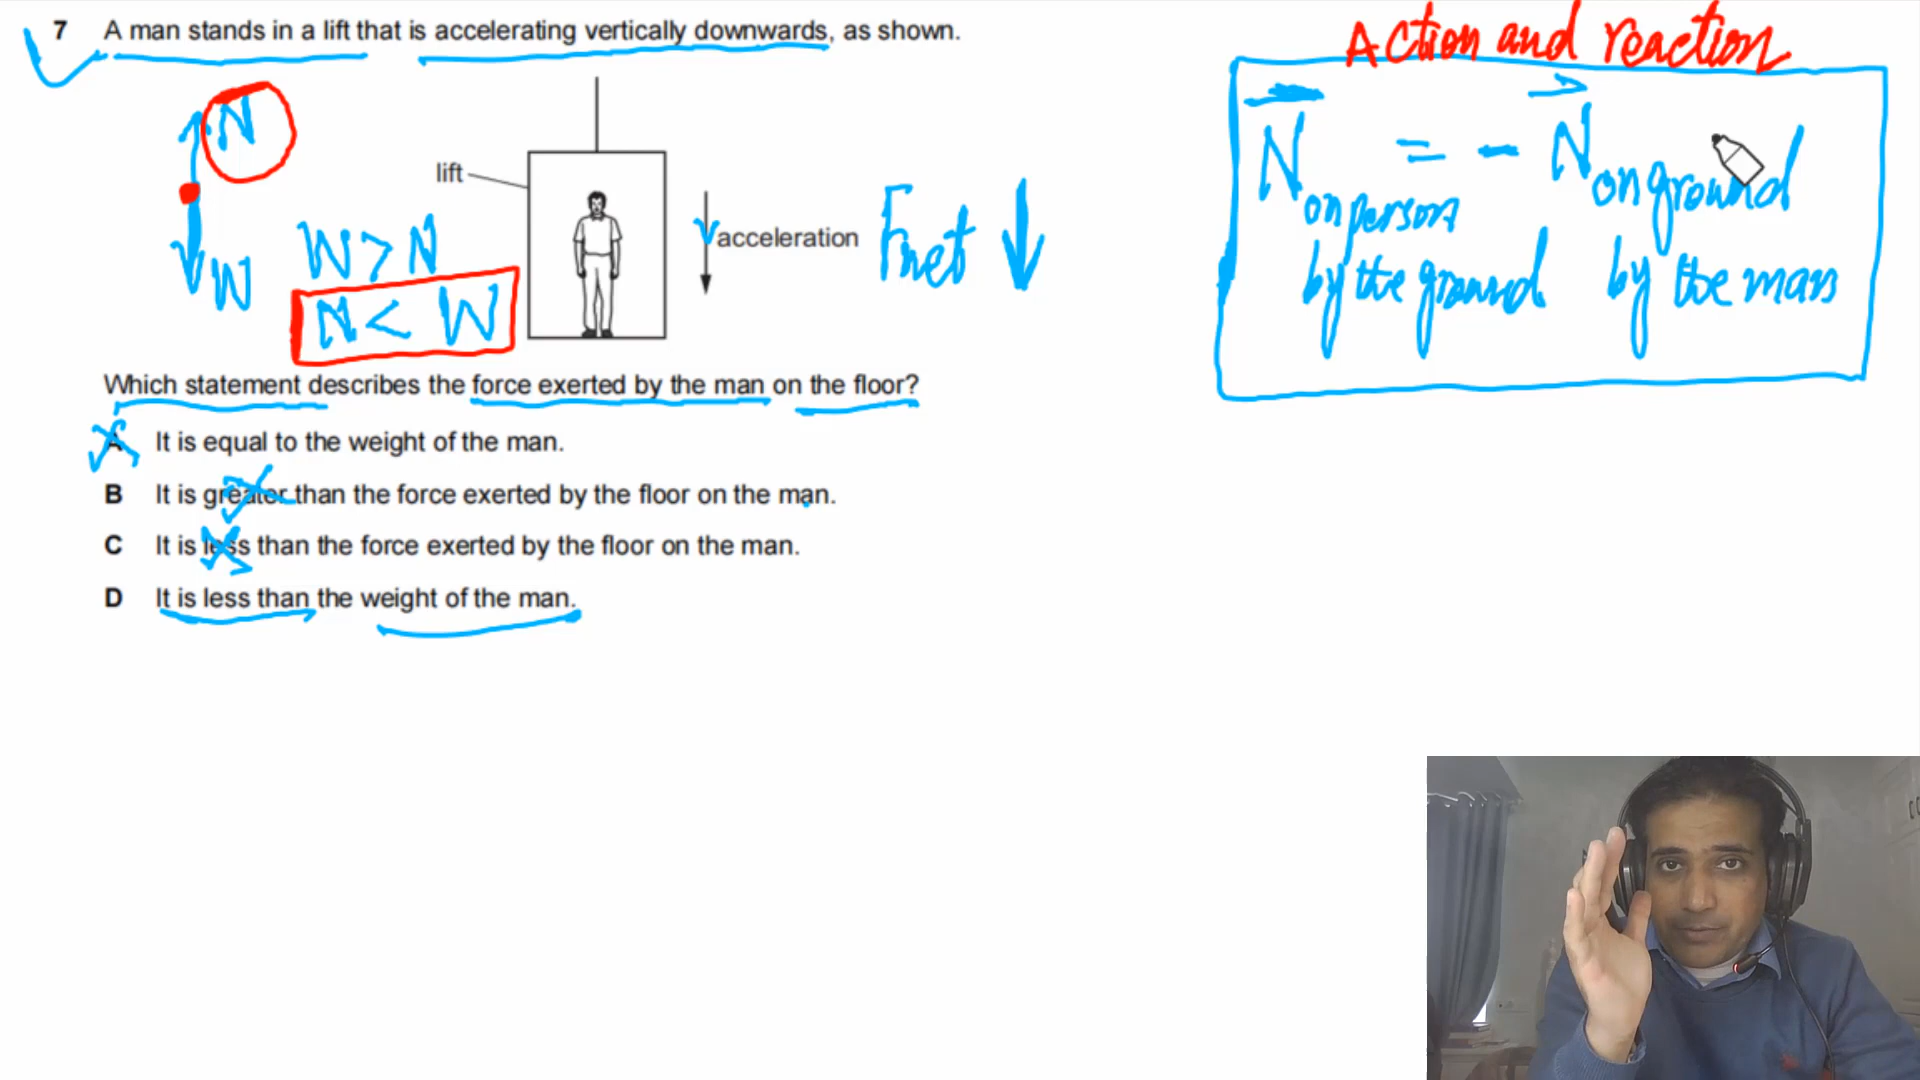 7 A man stands in a lift that is accelerating vertically downwards, as shown.
Action and reaction
N
W
W > N
N < W
lift
acceleration
Fnet
N on person by the ground = - N on ground by the man
Which statement describes the force exerted by the man on the floor?
A It is equal to the weight of the man.
B It is greater than the force exerted by the floor on the man.
C It is less than the force exerted by the floor on the man.
D It is less than the weight of the man.